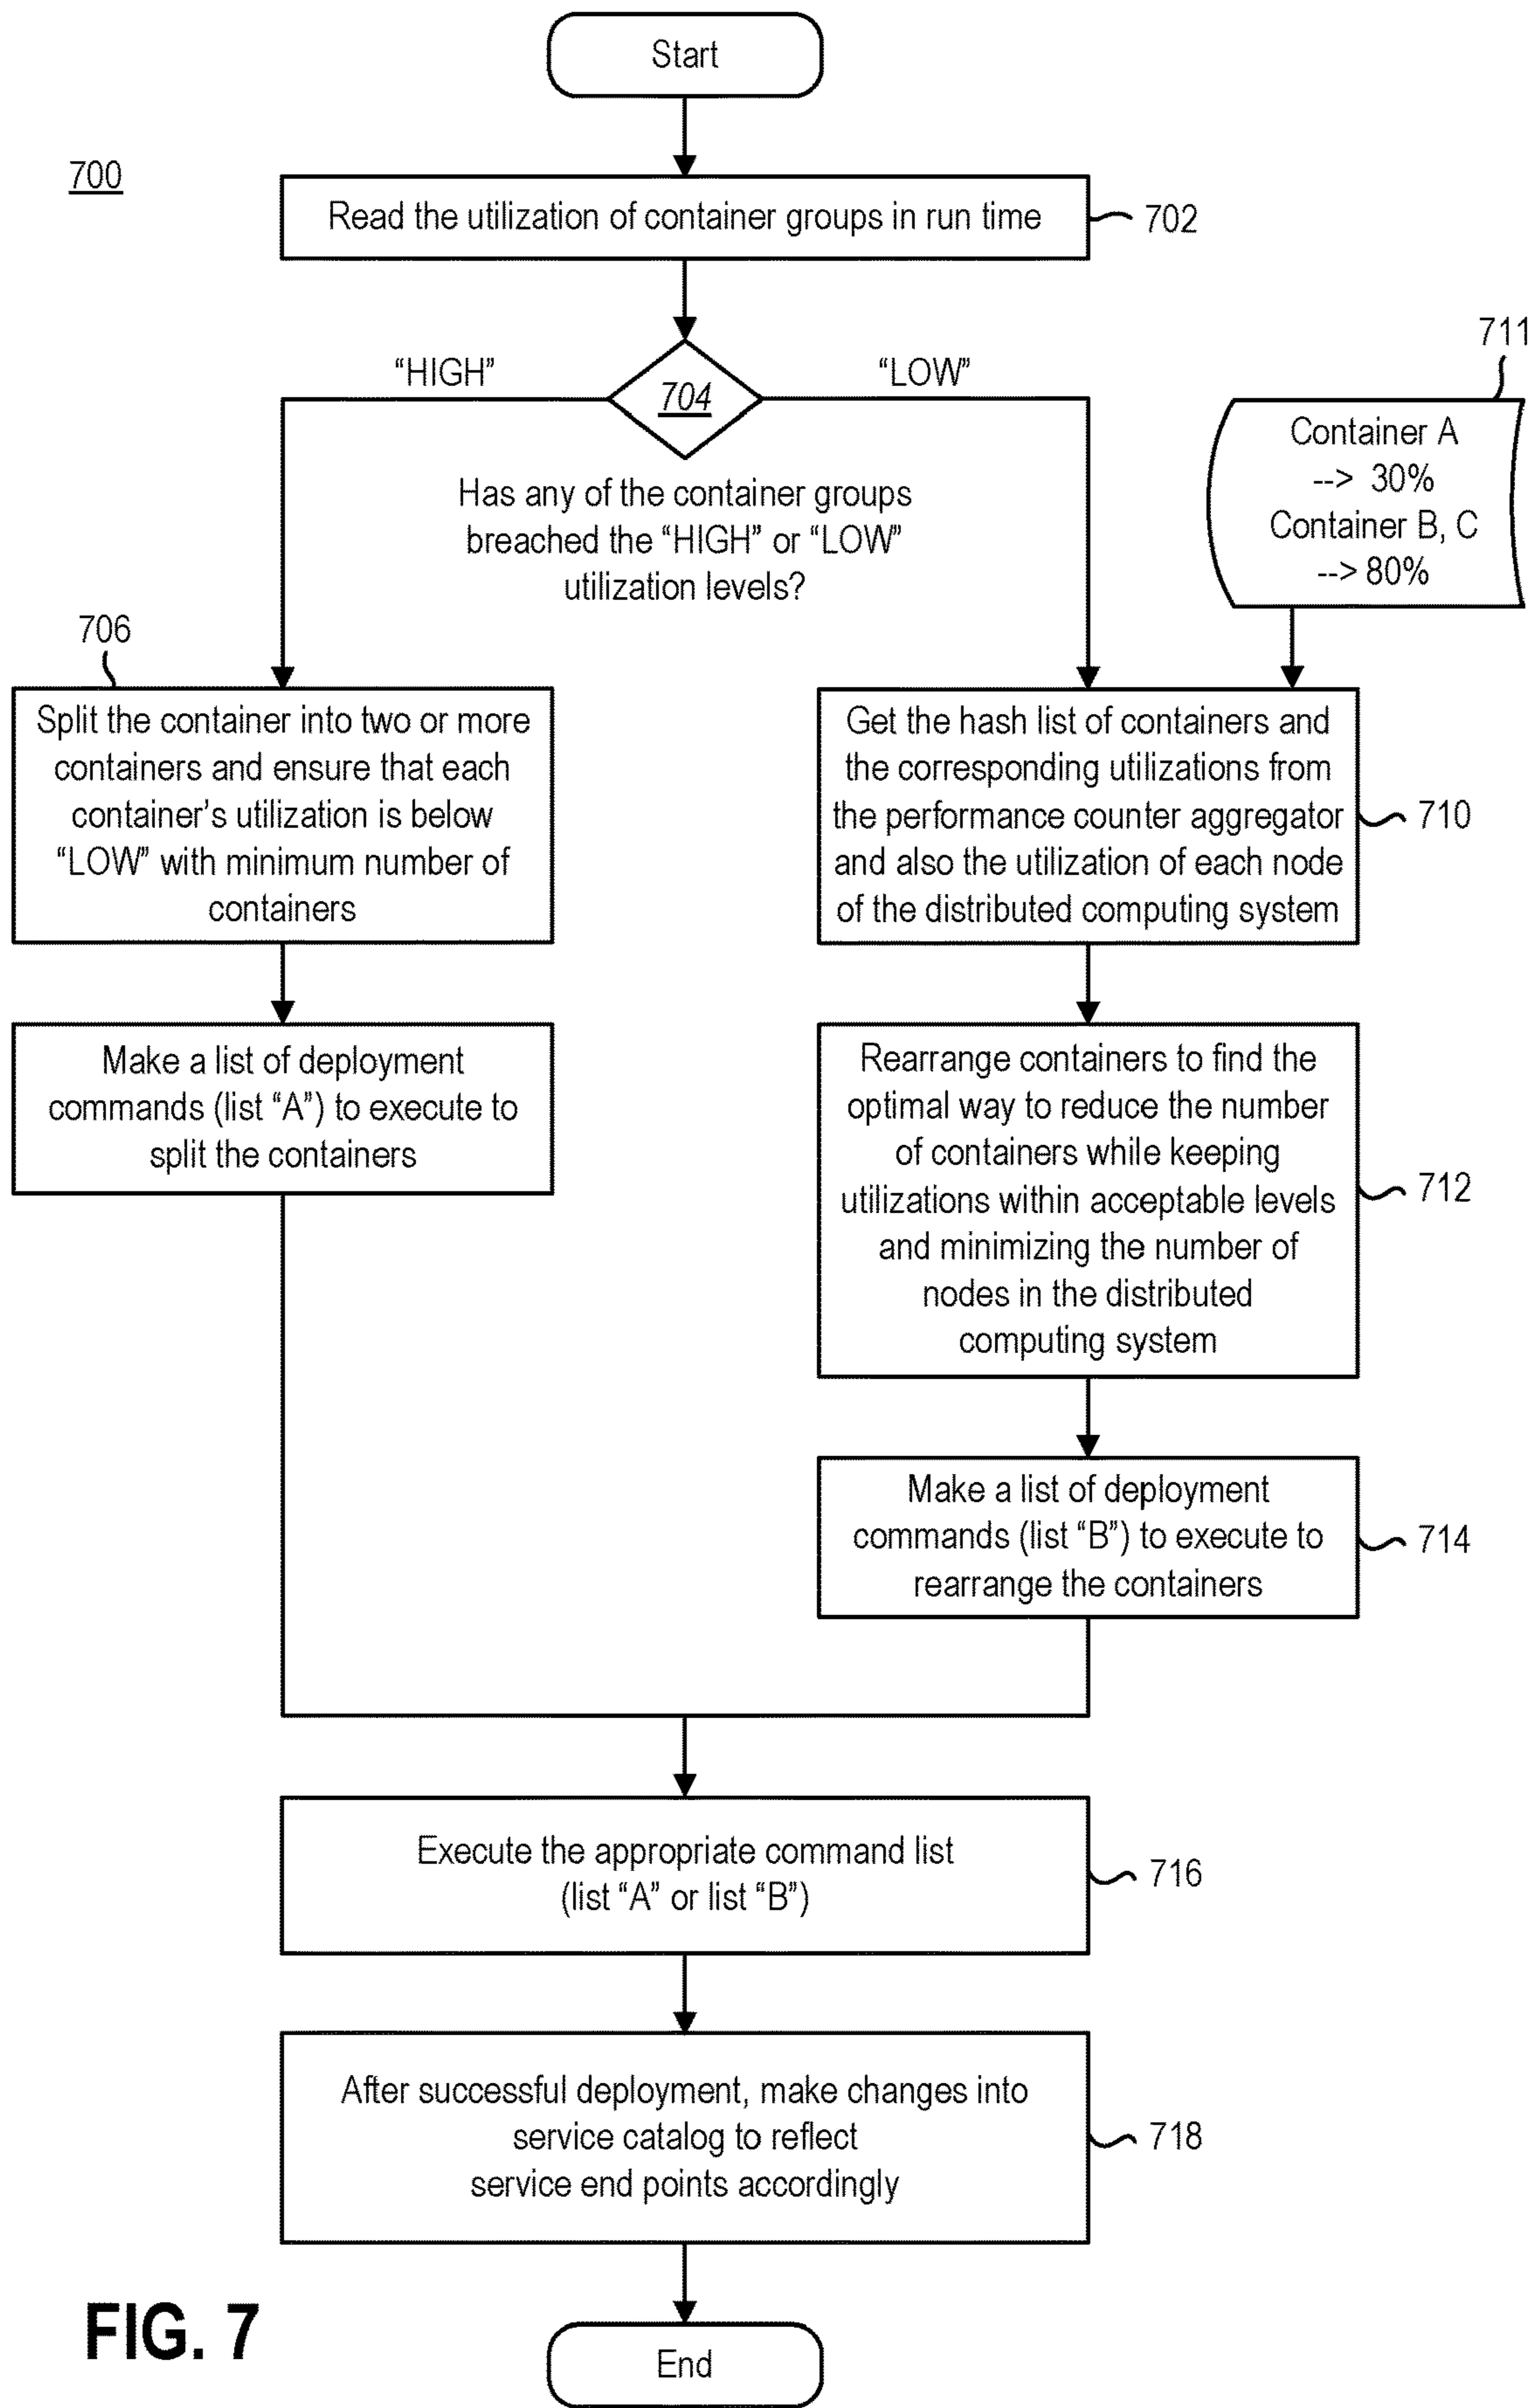 Start
700
Read the utilization of container groups in run time
702
"HIGH"
704
"LOW"
Has any of the container groups
breached the "HIGH" or "LOW"
utilization levels?
711
Container A
--> 30%
Container B, C
--> 80%
706
Split the container into two or more
containers and ensure that each
container's utilization is below
"LOW" with minimum number of
containers
Get the hash list of containers and
the corresponding utilizations from
the performance counter aggregator
and also the utilization of each node
of the distributed computing system
710
Make a list of deployment
commands (list "A") to execute to
split the containers
Rearrange containers to find the
optimal way to reduce the number
of containers while keeping
utilizations within acceptable levels
and minimizing the number of
nodes in the distributed
computing system
712
Make a list of deployment
commands (list "B") to execute to
rearrange the containers
714
Execute the appropriate command list
(list "A" or list "B")
716
After successful deployment, make changes into
service catalog to reflect
service end points accordingly
718
End
FIG. 7